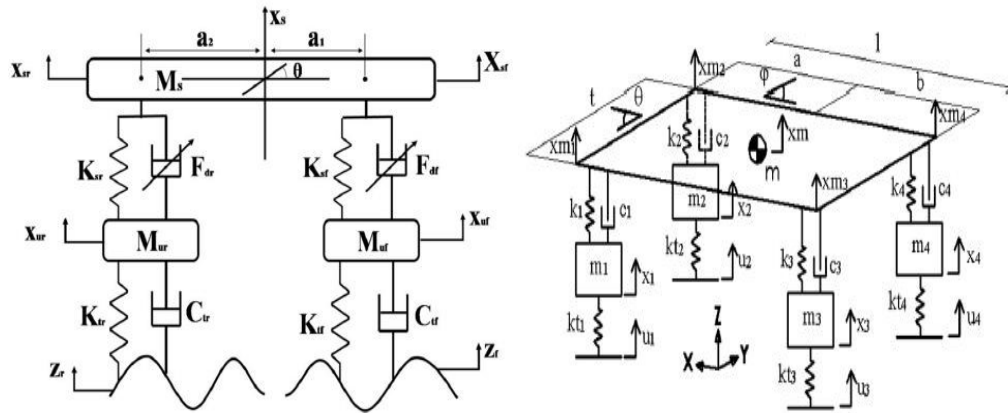 xs
a2
a1
xsr
Ms
θ
Xsf
Ksr
Fdr
Ksf
Fdf
xur
Mur
Muf
xuf
Ktr
Ctr
Ktf
Ctf
Zr
Zf
l
a
b
xm2
φ
t
θ
xm1
xm
xm4
m
k2
c2
m2
x2
xm3
k4
c4
k1
c1
m1
x1
kt2
u2
k3
c3
m4
x4
kt1
u1
Z
X
Y
m3
x3
kt4
u4
kt3
u3